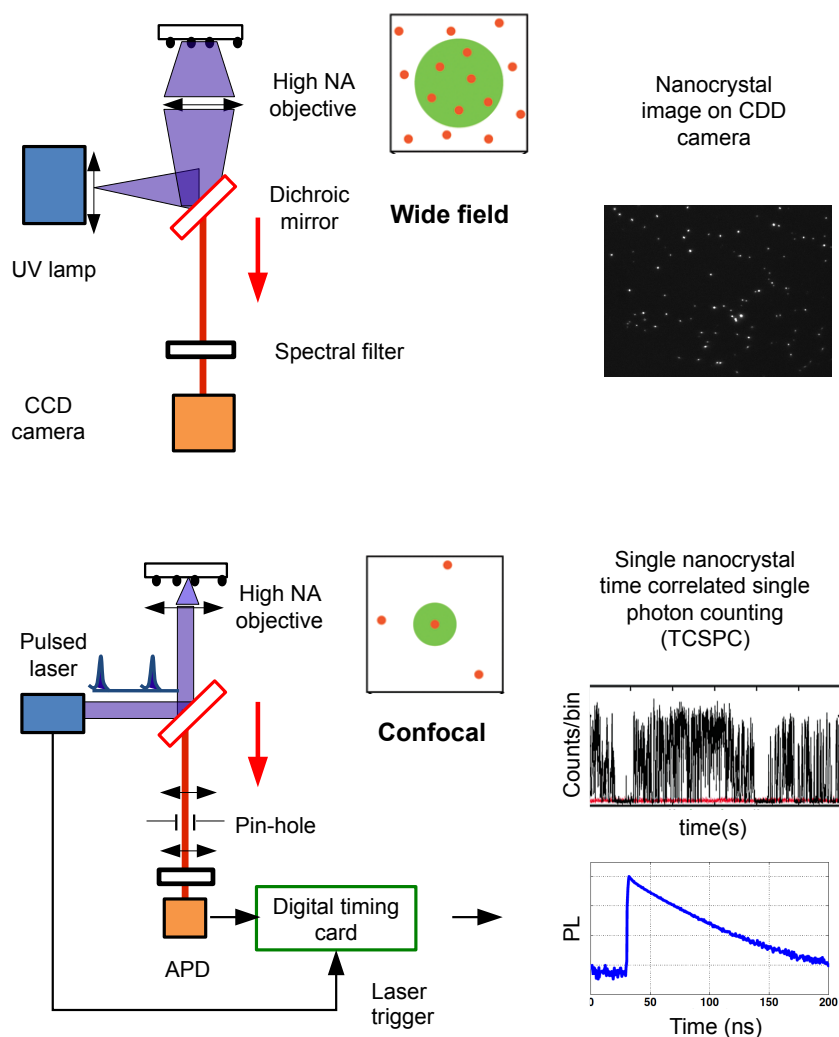 High NA
objective
Nanocrystal
image on CDD
camera
Dichroic
mirror
Wide field
UV lamp
Spectral filter
CCD
camera
High NA
objective
Single nanocrystal
time correlated single
photon counting
(TCSPC)
Pulsed
laser
Confocal
Counts/bin
time(s)
Pin-hole
Digital timing
card
APD
Laser
trigger
PL
0
50
100
150
200
Time (ns)